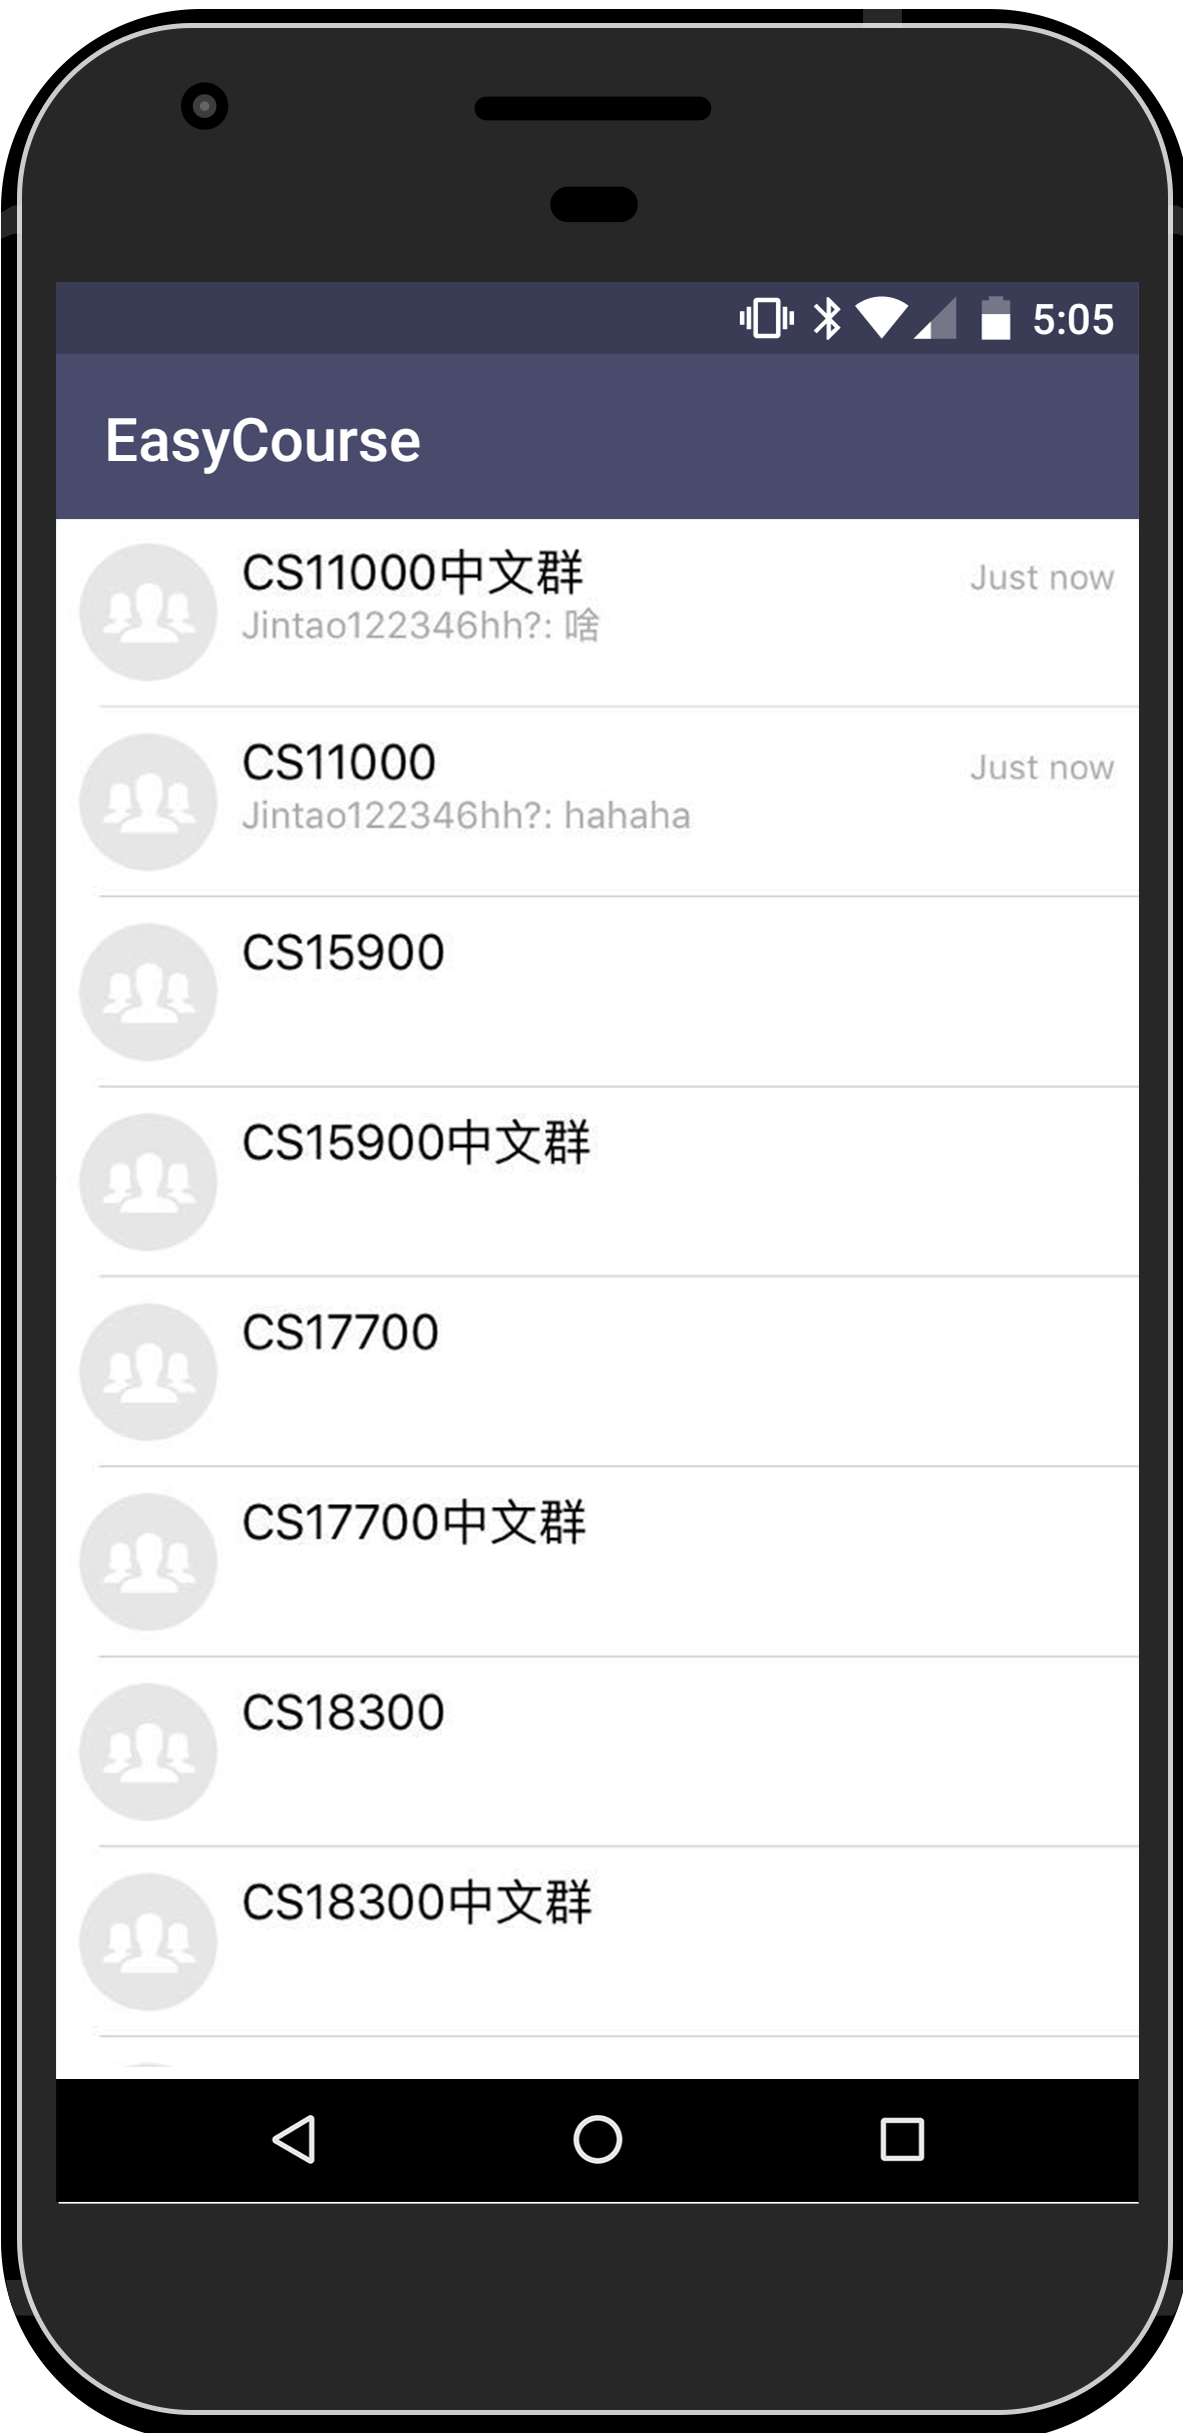 5:05
EasyCourse
CS11000中文群
Just now
Jintao122346hh?: 啥
CS11000
Just now
Jintao122346hh?: hahaha
CS15900
CS15900中文群
CS17700
CS17700中文群
CS18300
CS18300中文群